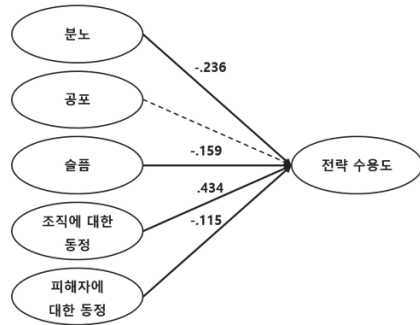 분노
-.236
공포
슬픔
-.159
전략 수용도
.434
조직에 대한
동정
-.115
피해자에
대한 동정